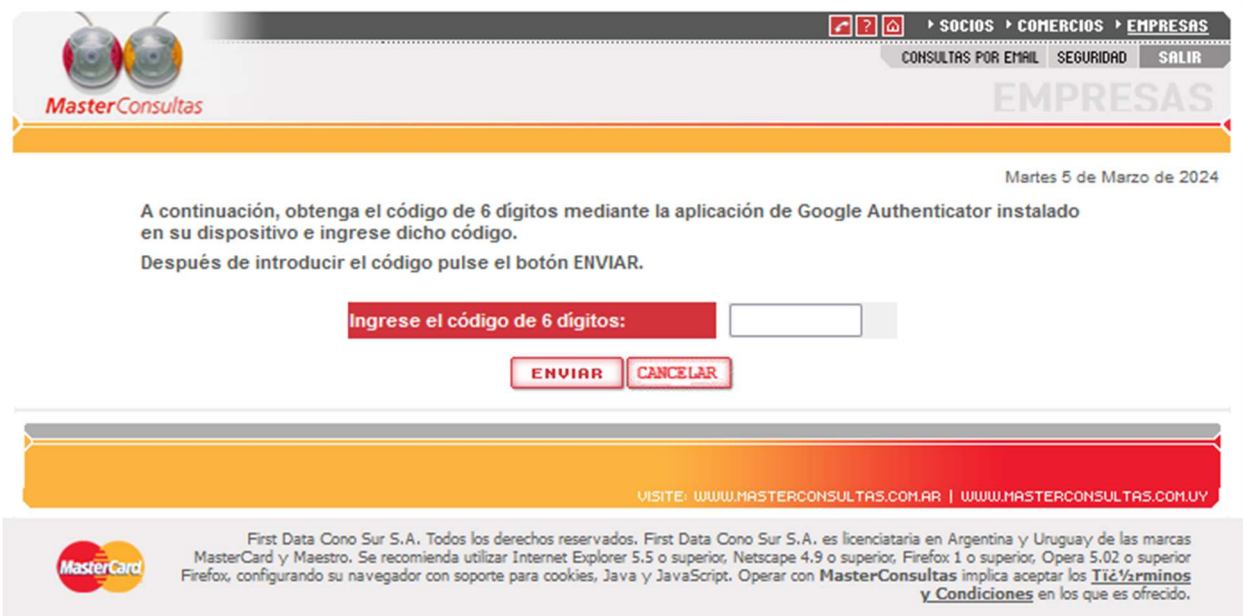 SOCIOS COMERCIOS EMPRESAS
CONSULTAS POR EMAIL SEGURIDAD SALIR
MasterConsultas
EMPRESAS
Martes 5 de Marzo de 2024
A continuación, obtenga el código de 6 dígitos mediante la aplicación de Google Authenticator instalado
en su dispositivo e ingrese dicho código.
Después de introducir el código pulse el botón ENVIAR.
Ingrese el código de 6 dígitos:
ENVIAR CANCELAR
VISITE: WWW.MASTERCONSULTAS.COM.AR | WWW.MASTERCONSULTAS.COM.UY
First Data Cono Sur S.A. Todos los derechos reservados. First Data Cono Sur S.A. es licenciataria en Argentina y Uruguay de las marcas
MasterCard
MasterCard y Maestro. Se recomienda utilizar Internet Explorer 5.5 o superior, Netscape 4.9 o superior, Firefox 1 o superior, Opera 5.02 o superior
Firefox, configurando su navegador con soporte para cookies, Java y JavaScript. Operar con MasterConsultas implica aceptar los Tï¿½rminos
y Condiciones en los que es ofrecido.